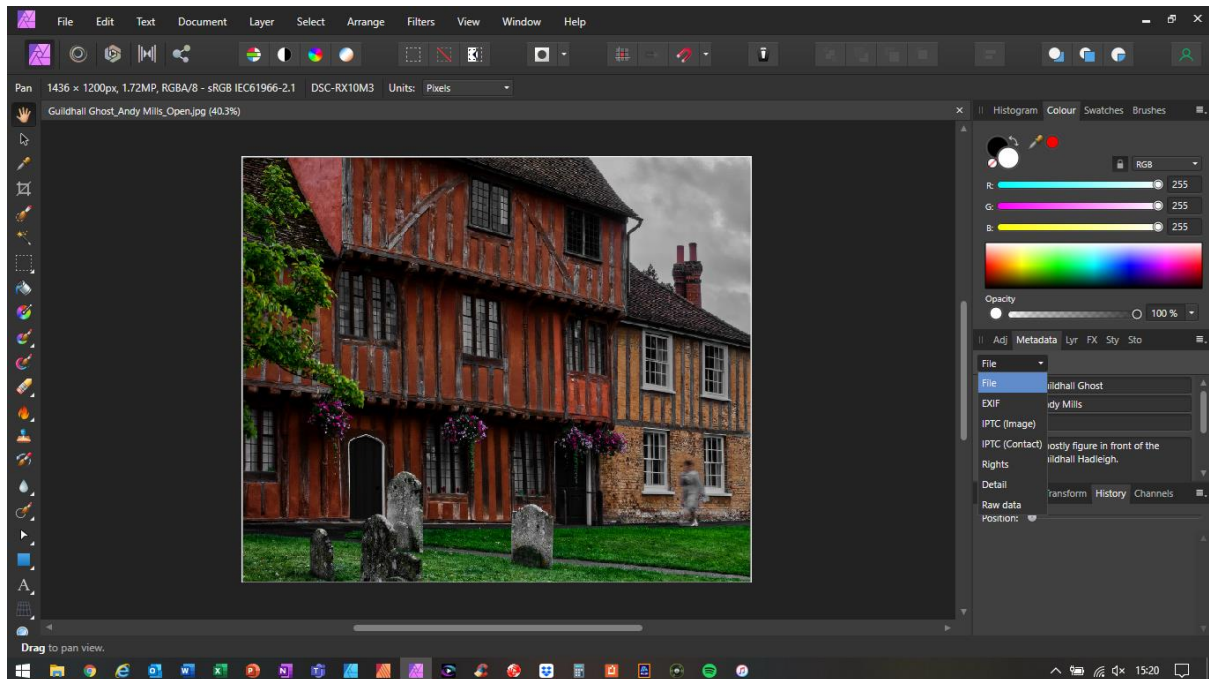 File Edit Text Document Layer Select Arrange Filters View Window Help
Pan 1436 × 1200px, 1.72MP, RGBA/8 - sRGB IEC61966-2.1 DSC-RX10M3 Units: Pixels
Guildhall Ghost_Andy Mills_Open.jpg (40.3%)
Histogram Colour Swatches Brushes
RGB
R: 255
G: 255
B: 255
Opacity
100 %
Adj Metadata Lyr FX Sty Sto
File
File uildhall Ghost
EXIF dy Mills
IPTC (Image)
IPTC (Contact) ostly figure in front of the
Rights uildhall Hadleigh.
Detail
Raw data ransform History Channels
Position:
A
Drag to pan view.
15:20